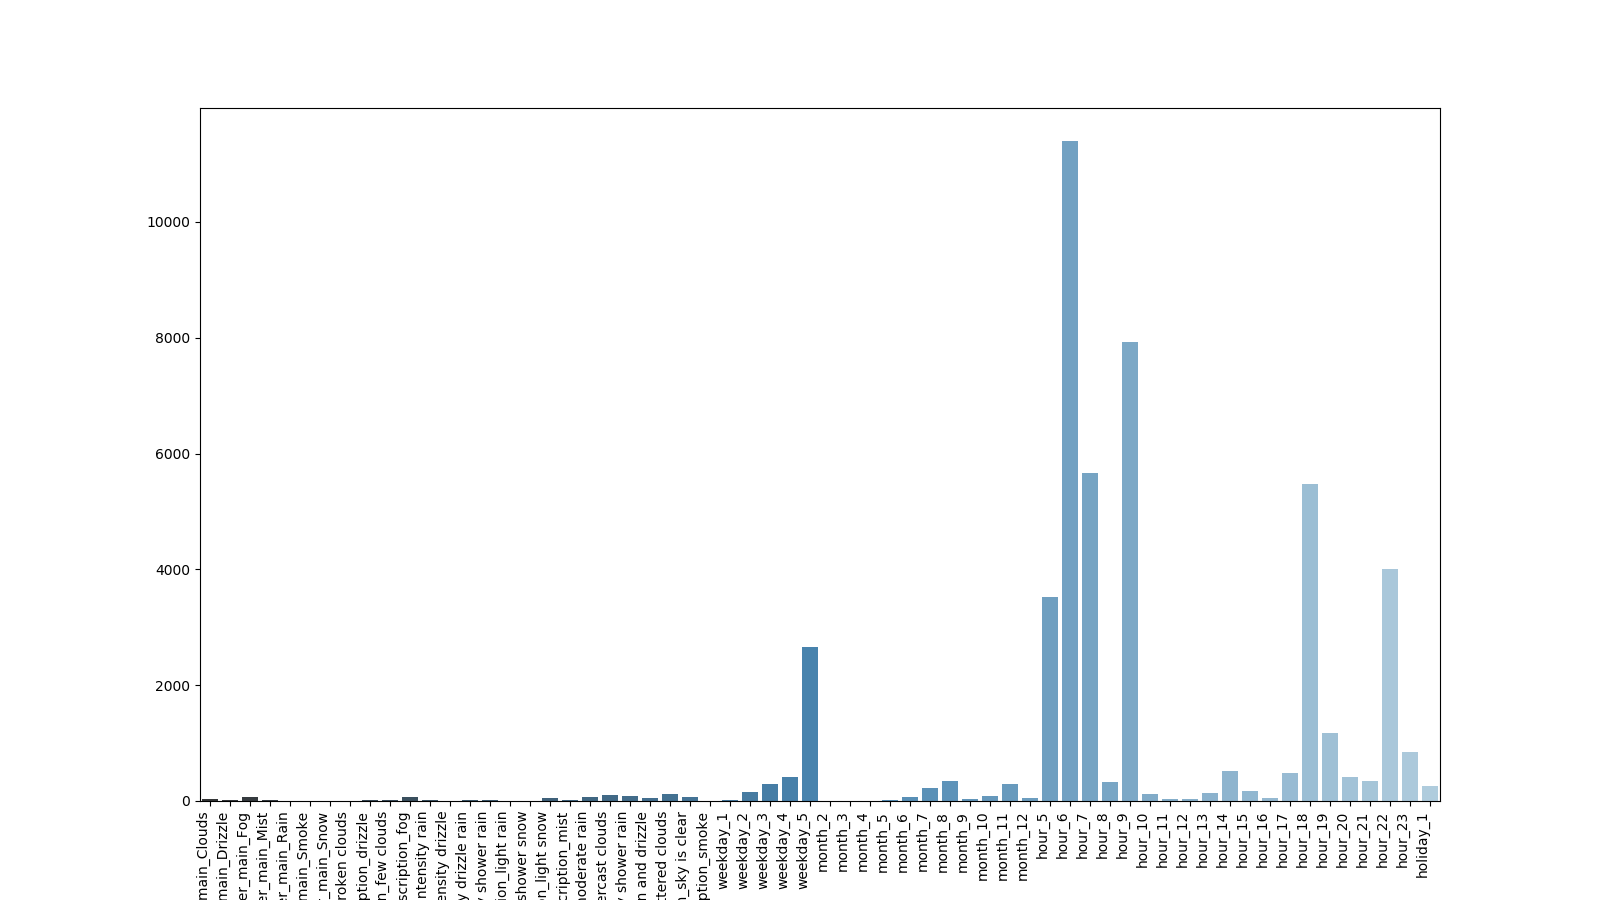 10000
8000
6000
4000
2000
0
main_Clouds
main_Drizzle
er_main_Fog
er_main_Mist
er_main_Rain
main_Smoke
r_main_Snow
roken clouds
ption_drizzle
n_few clouds
scription_fog
ntensity rain
ensity drizzle
y drizzle rain
y shower rain
ion_light rain
shower snow
on_light snow
cription_mist
noderate rain
ercast clouds
y shower rain
n and drizzle
ttered clouds
n_sky is clear
ption_smoke
weekday_1
weekday_2
weekday_3
weekday_4
weekday_5
month_2
month_3
month_4
month_5
month_6
month_7
month_8
month_9
month_10
month_11
month_12
hour_5
hour_6
hour_7
hour_8
hour_9
hour_10
hour_11
hour_12
hour_13
hour_14
hour_15
hour_16
hour_17
hour_18
hour_19
hour_20
hour_21
hour_22
hour_23
holiday_1